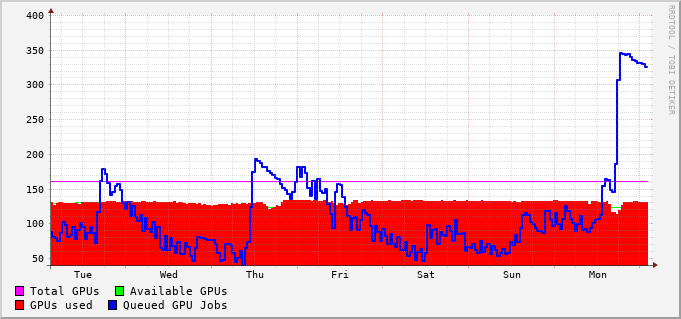 400
350
300
250
200
150
100
50
Tue Wed Thu Fri Sat Sun Mon
Total GPUs Available GPUs
GPUs used Queued GPU Jobs
RRDTOOL / TOBI OETIKER